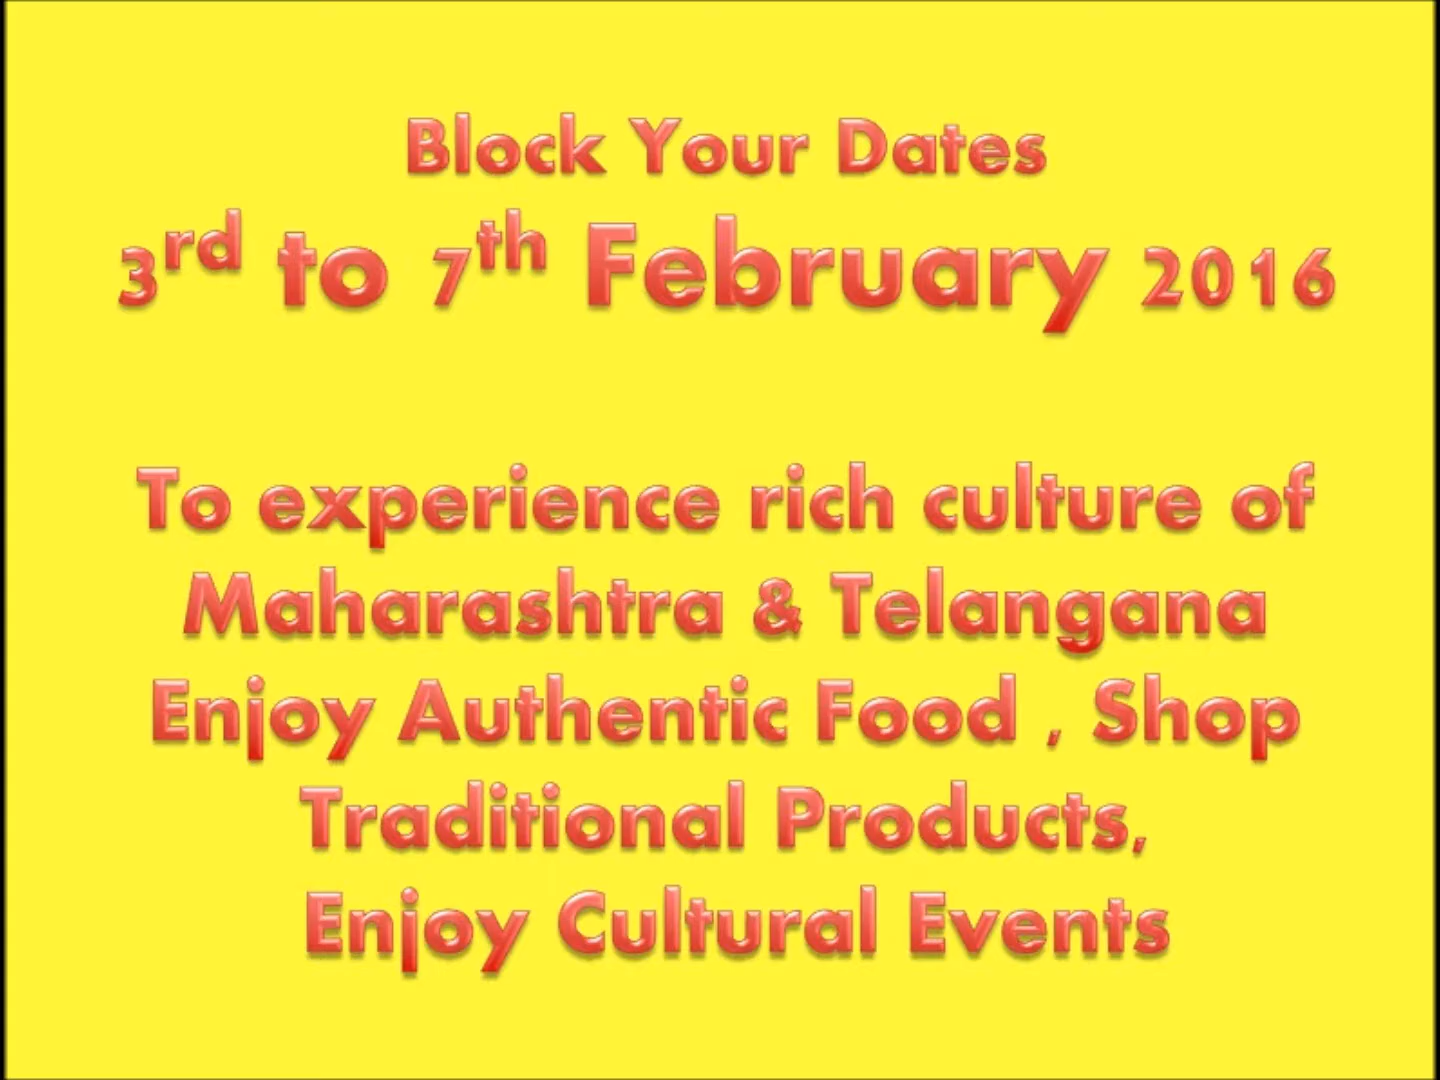 Block Your Dates
3rd to 7th February 2016
To experience rich culture of
Maharashtra & Telangana
Enjoy Authentic Food , Shop
Traditional Products,
Enjoy Cultural Events